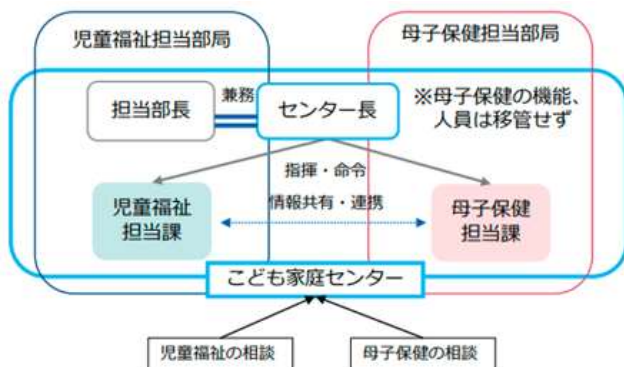 児童福祉担当部局
母子保健担当部局
担当部長
兼務
センター長
※母子保健の機能、
人員は移管せず
指揮・命令
児童福祉
担当課
情報共有・連携
母子保健
担当課
こども家庭センター
児童福祉の相談
母子保健の相談